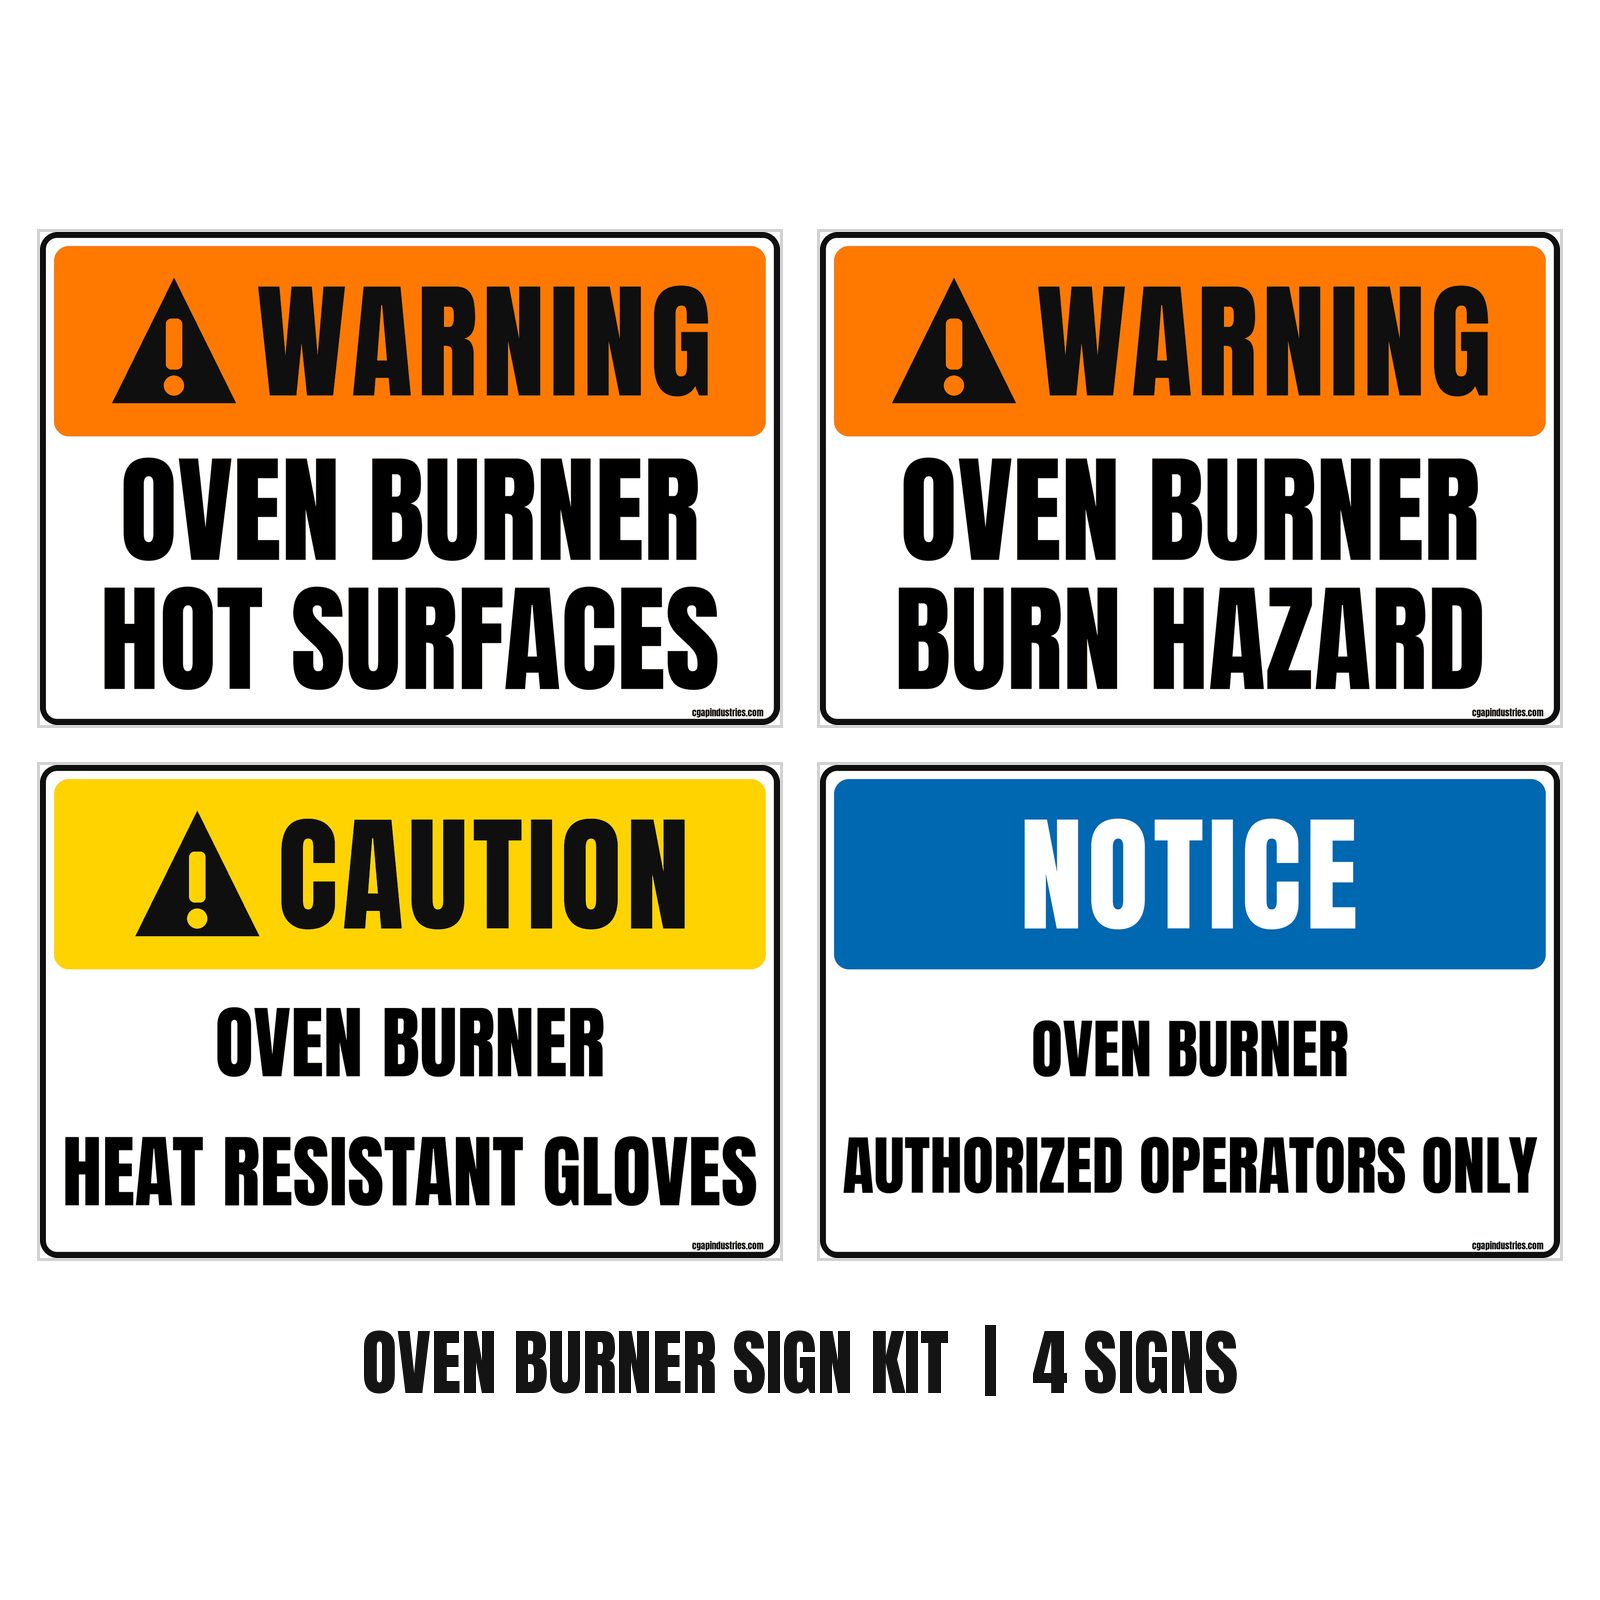 WARNING
OVEN BURNER
HOT SURFACES
cgapindustries.com
WARNING
OVEN BURNER
BURN HAZARD
cgapindustries.com
CAUTION
OVEN BURNER
HEAT RESISTANT GLOVES
cgapindustries.com
NOTICE
OVEN BURNER
AUTHORIZED OPERATORS ONLY
cgapindustries.com
OVEN BURNER SIGN KIT | 4 SIGNS